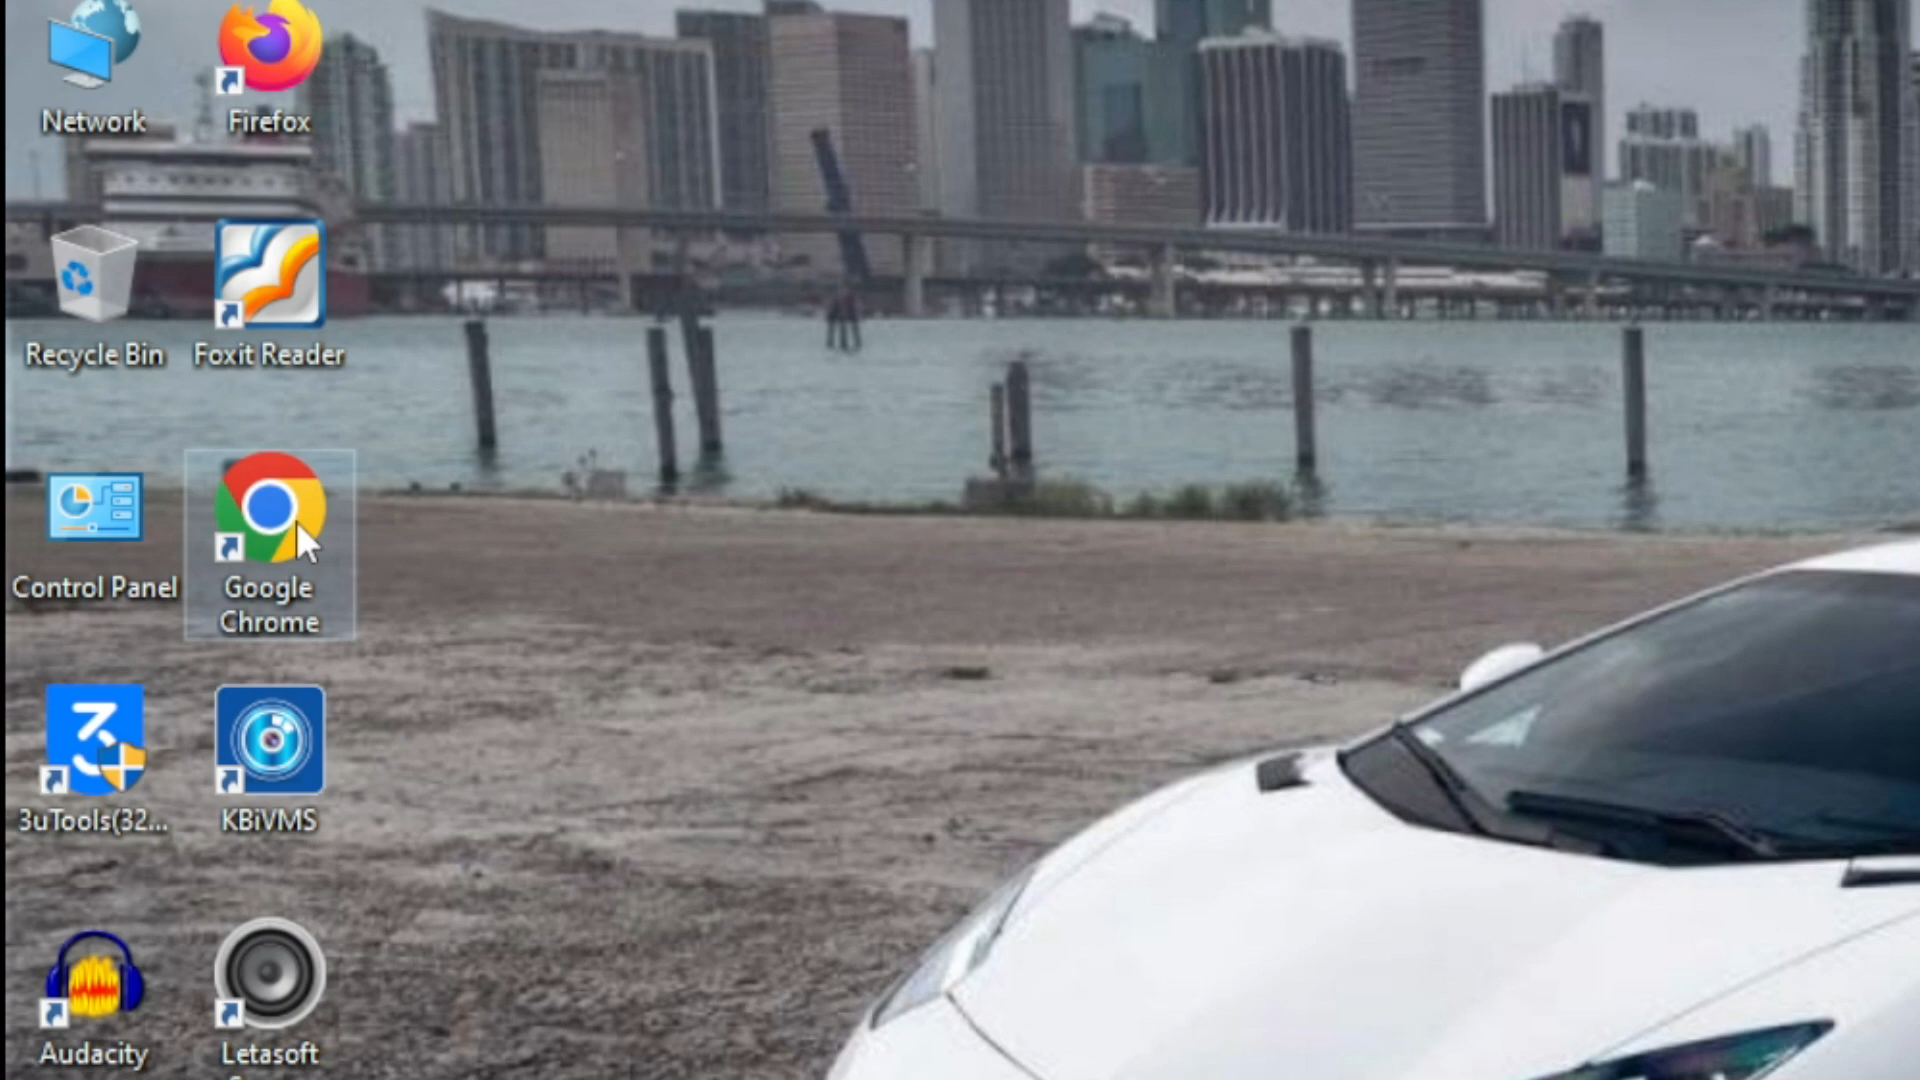 Network
Firefox
Recycle Bin
Foxit Reader
Control Panel
Google
Chrome
3uTools(32...
KBiVMS
Audacity
Letasoft